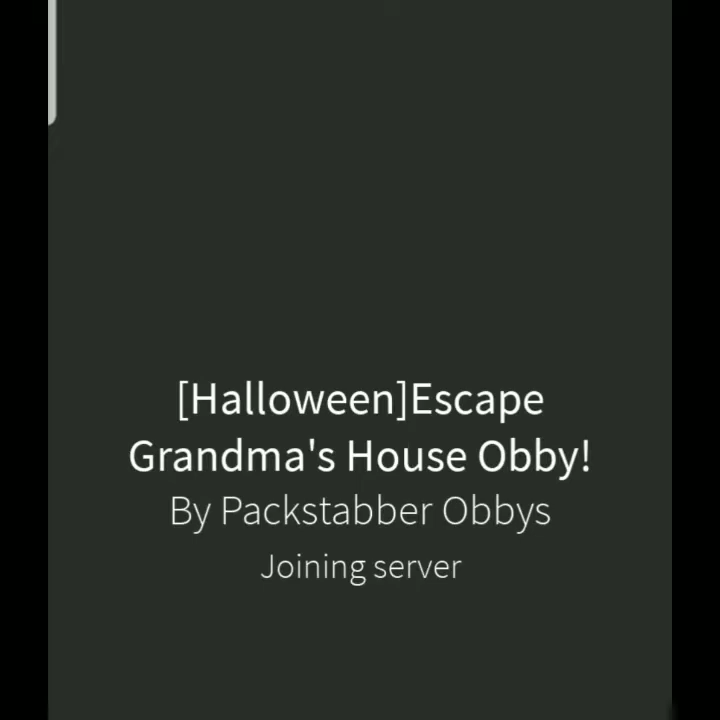 [Halloween]Escape
Grandma's House Obby!
By Packstabber Obbys
Joining server